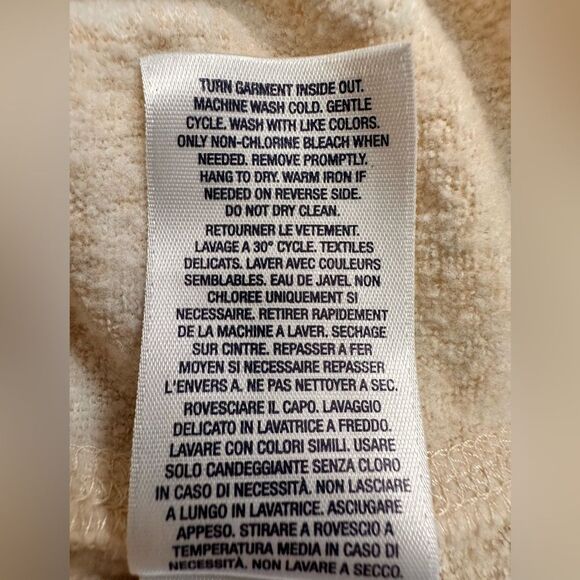 TURN GARMENT INSIDE OUT.
MACHINE WASH COLD. GENTLE
CYCLE. WASH WITH LIKE COLORS.
ONLY NON-CHLORINE BLEACH WHEN
NEEDED. REMOVE PROMPTLY.
HANG TO DRY. WARM IRON IF
NEEDED ON REVERSE SIDE.
DO NOT DRY CLEAN.
RETOURNER LE VETEMENT.
LAVAGE A 30° CYCLE. TEXTILES
DELICATS. LAVER AVEC COULEURS
SEMBLABLES. EAU DE JAVEL NON
CHLOREE UNIQUEMENT SI
NECESSAIRE. RETIRER RAPIDEMENT
DE LA MACHINE A LAVER. SECHAGE
SUR CINTRE. REPASSER A FER
MOYEN SI NECESSAIRE REPASSER
L'ENVERS A. NE PAS NETTOYER A SEC.
ROVESCIARE IL CAPO. LAVAGGIO
DELICATO IN LAVATRICE A FREDDO.
LAVARE CON COLORI SIMILI. USARE
SOLO CANDEGGIANTE SENZA CLORO
IN CASO DI NECESSITÀ. NON LASCIARE
A LUNGO IN LAVATRICE. ASCIUGARE
APPESO. STIRARE A ROVESCIO A
TEMPERATURA MEDIA IN CASO DI
NECESSITÀ. NON LAVARE A SECCO.